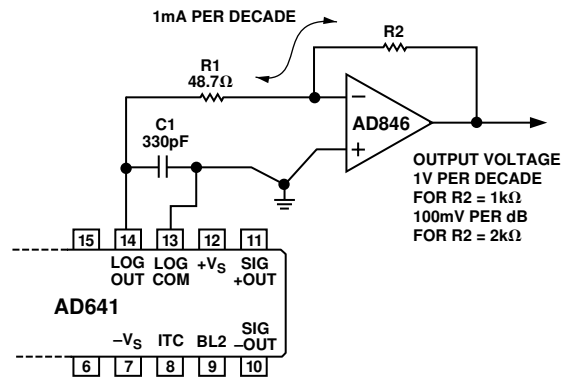 1mA PER DECADE
R2
R1
48.7Ω
C1
330pF
–
+
AD846
OUTPUT VOLTAGE
1V PER DECADE
FOR R2 = 1kΩ
100mV PER dB
FOR R2 = 2kΩ
15 14 13 12 11
LOG OUT
LOG COM
+VS
SIG +OUT
AD641
–VS
ITC
BL2
SIG –OUT
6 7 8 9 10